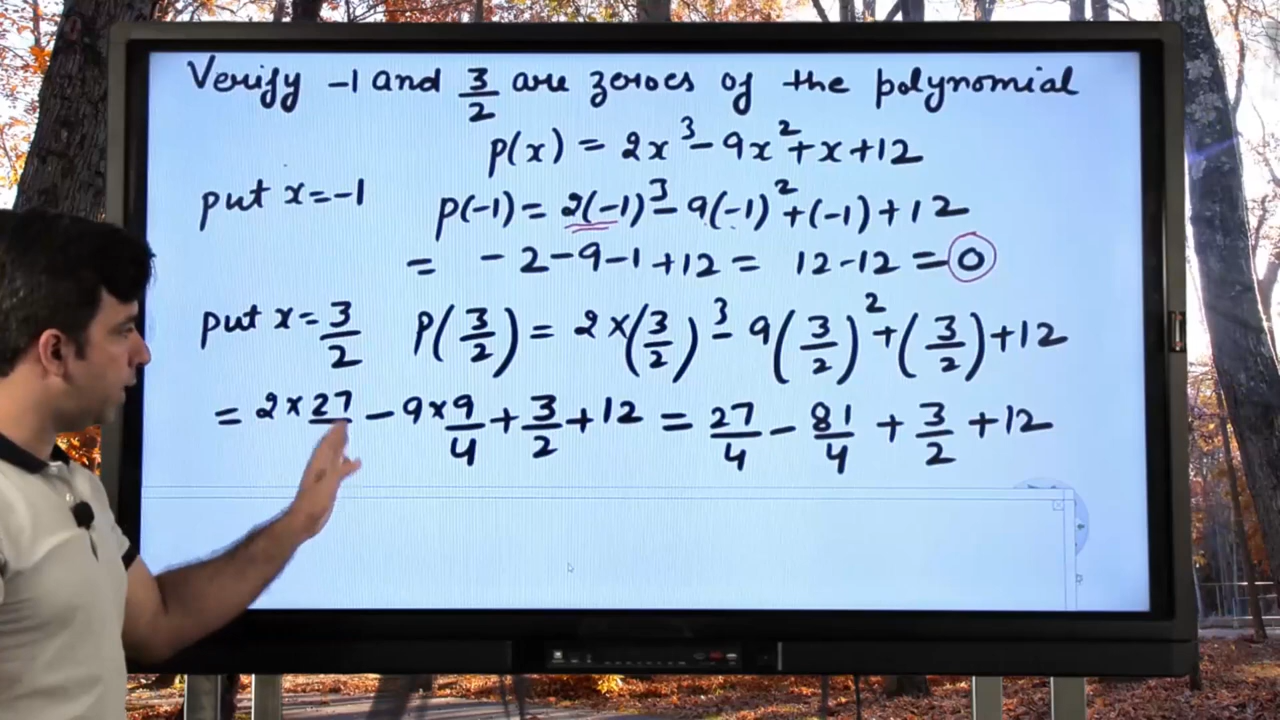 Verify -1 and 3/2 are zeroes of the polynomial
p(x) = 2x³ - 9x² + x + 12
put x = -1 p(-1) = 2(-1)³ - 9(-1)² + (-1) + 12
= - 2 - 9 - 1 + 12 = 12 - 12 = 0
put x = 3/2 P(3/2) = 2 × (3/2)³ - 9(3/2)² + (3/2) + 12
= 2 × 27 - 9 × 9/4 + 3/2 + 12 = 27/4 - 81/4 + 3/2 + 12